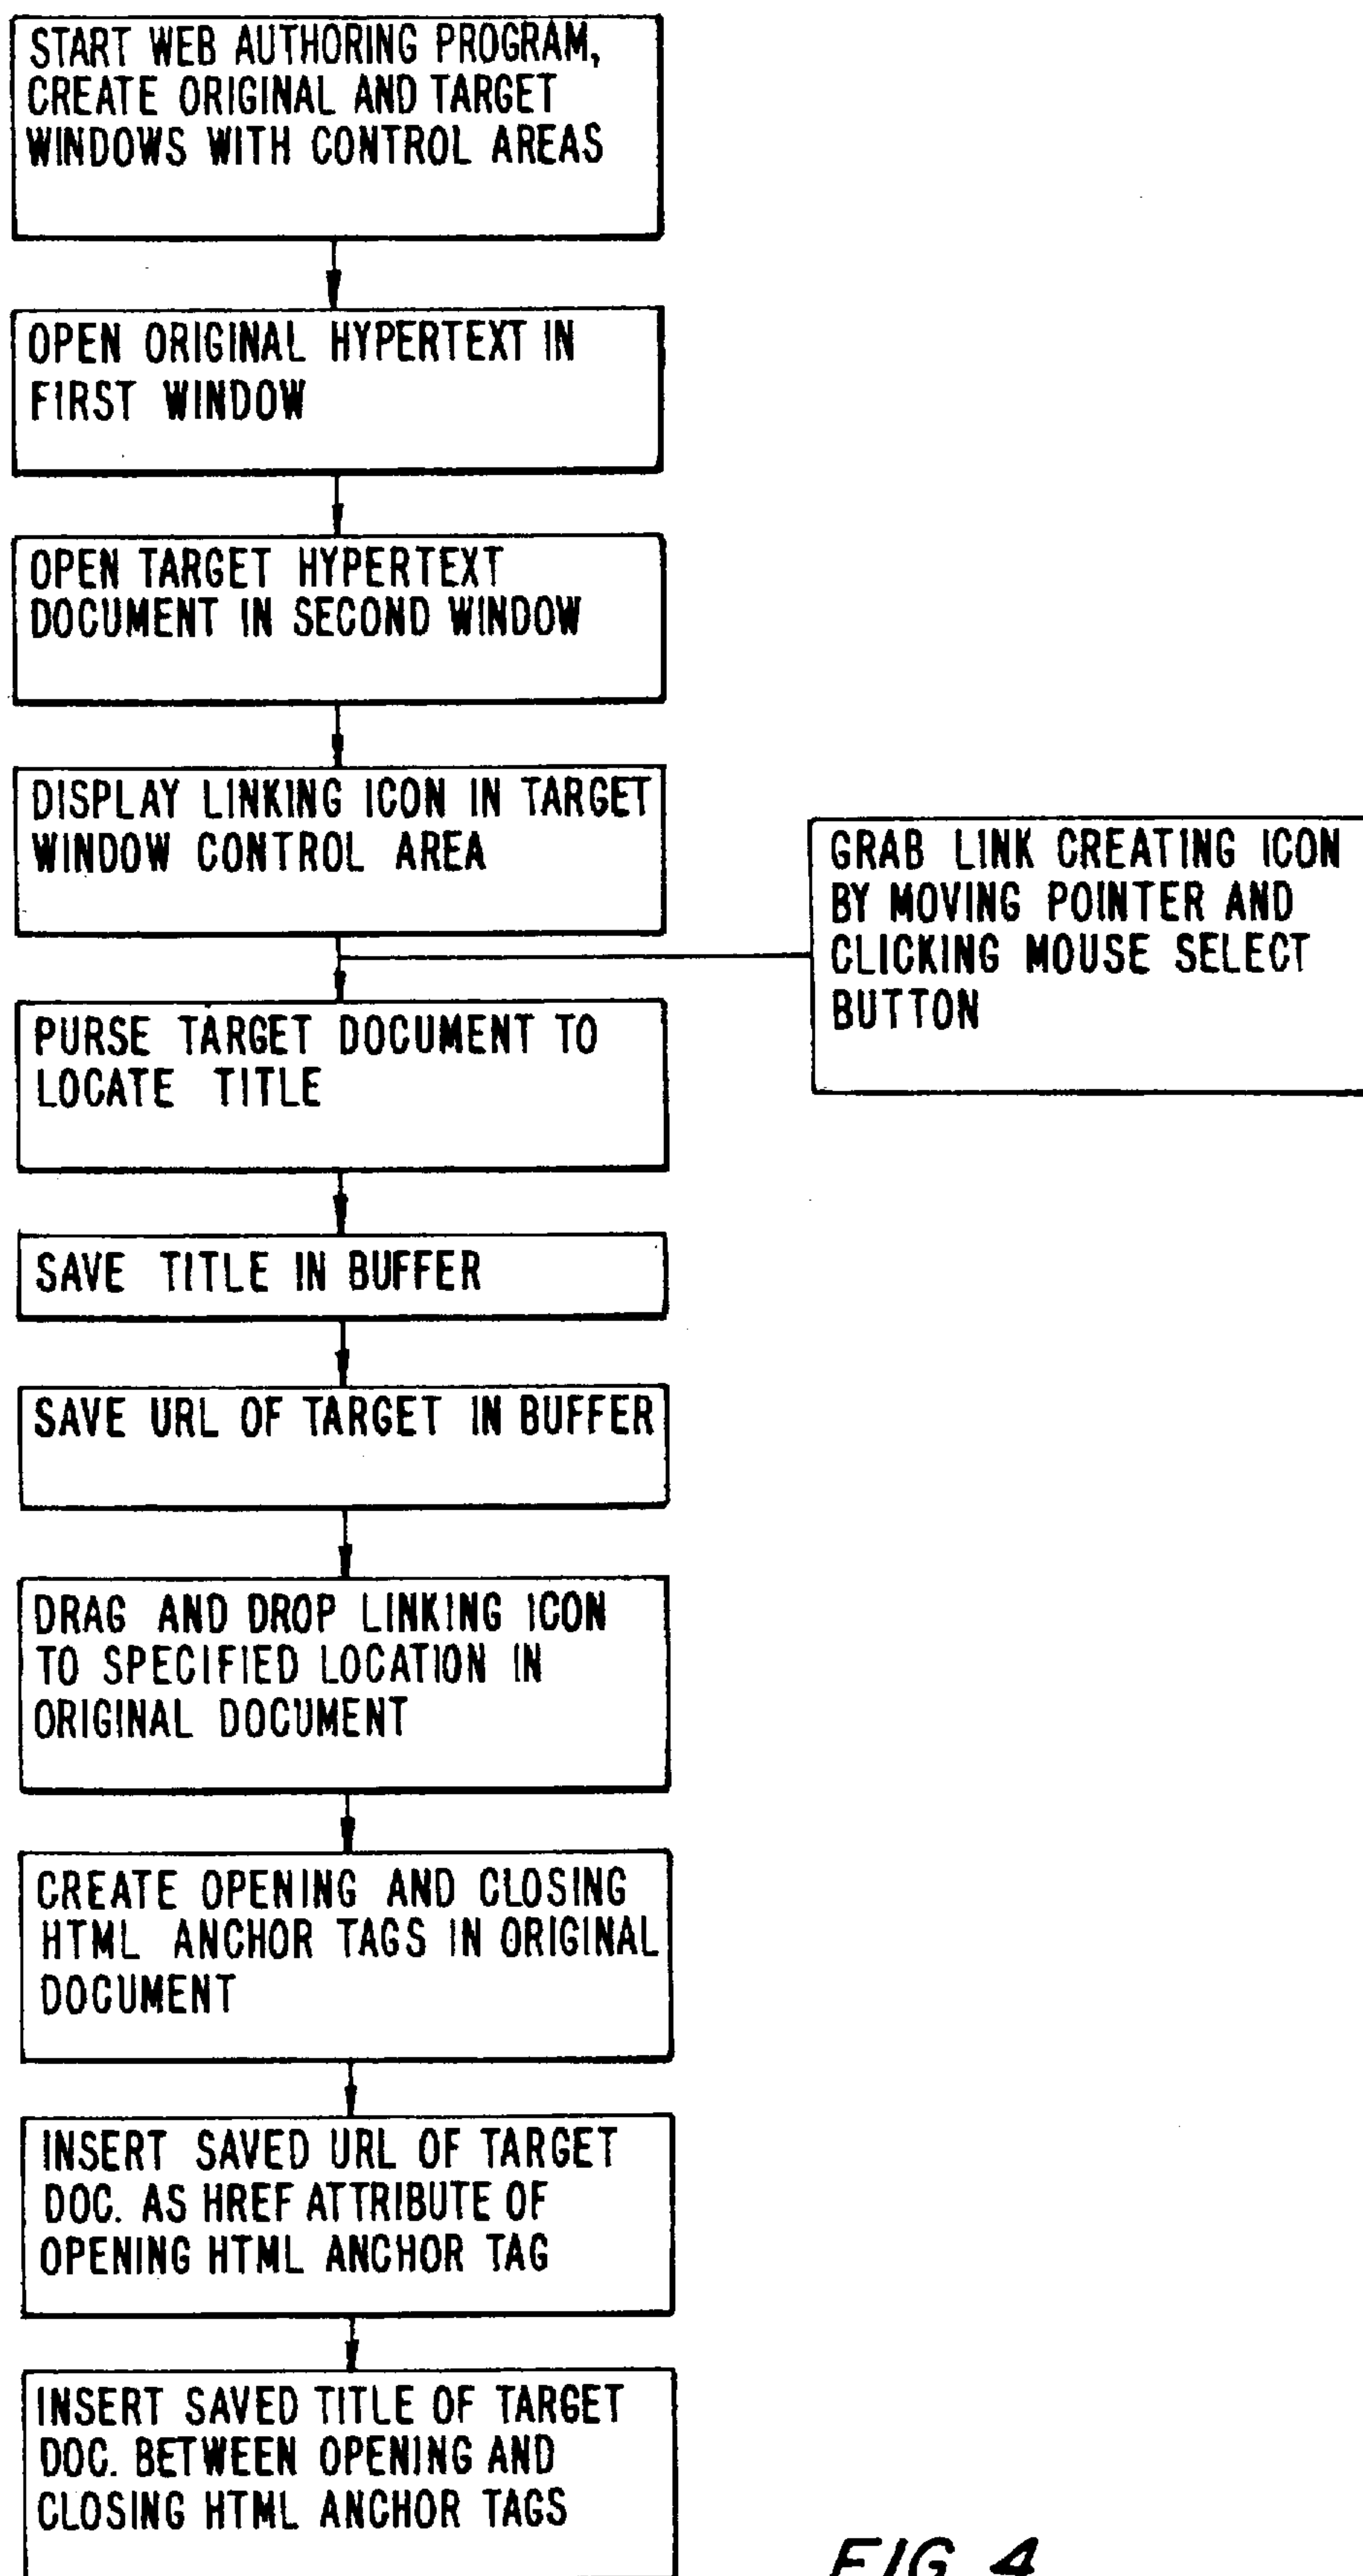 START WEB AUTHORING PROGRAM,
CREATE ORIGINAL AND TARGET
WINDOWS WITH CONTROL AREAS
OPEN ORIGINAL HYPERTEXT IN
FIRST WINDOW
OPEN TARGET HYPERTEXT
DOCUMENT IN SECOND WINDOW
DISPLAY LINKING ICON IN TARGET
WINDOW CONTROL AREA
GRAB LINK CREATING ICON
BY MOVING POINTER AND
CLICKING MOUSE SELECT
BUTTON
PURSE TARGET DOCUMENT TO
LOCATE TITLE
SAVE TITLE IN BUFFER
SAVE URL OF TARGET IN BUFFER
DRAG AND DROP LINKING ICON
TO SPECIFIED LOCATION IN
ORIGINAL DOCUMENT
CREATE OPENING AND CLOSING
HTML ANCHOR TAGS IN ORIGINAL
DOCUMENT
INSERT SAVED URL OF TARGET
DOC. AS HREF ATTRIBUTE OF
OPENING HTML ANCHOR TAG
INSERT SAVED TITLE OF TARGET
DOC. BETWEEN OPENING AND
CLOSING HTML ANCHOR TAGS
FIG 4